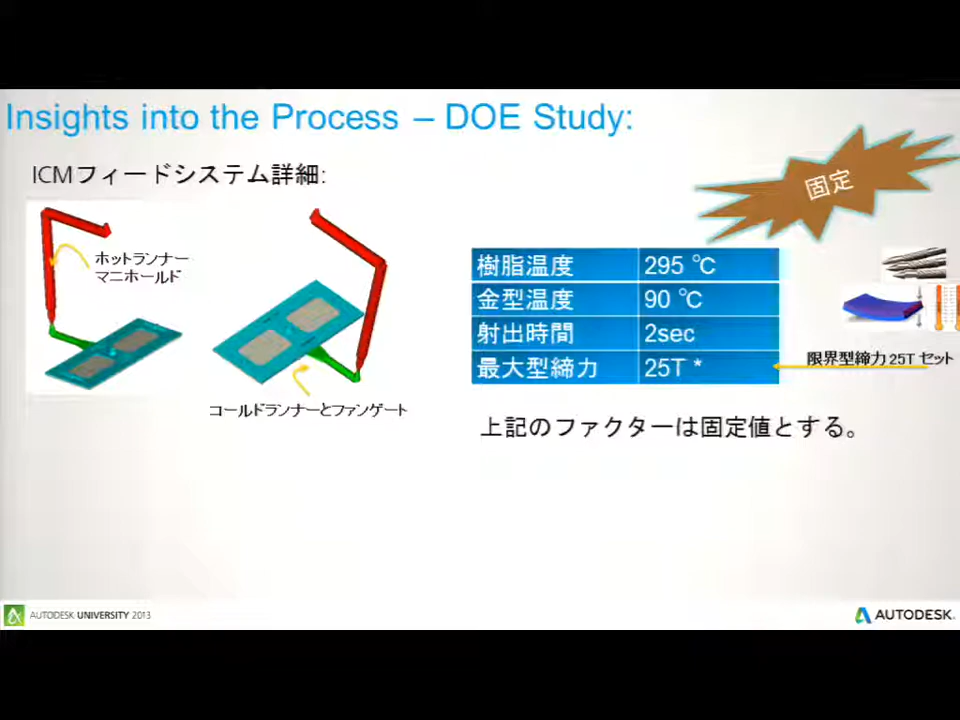 Insights into the Process – DOE Study:
ICMフィードシステム詳細:
固定
ホットランナー
マニホールド
コールドランナーとファンゲート
樹脂温度 295 ℃
金型温度 90 ℃
射出時間 2sec
最大型締力 25T *
限界型締力25Tセット
上記のファクターは固定値とする。
AUTODESK UNIVERSITY 2013
AUTODESK.